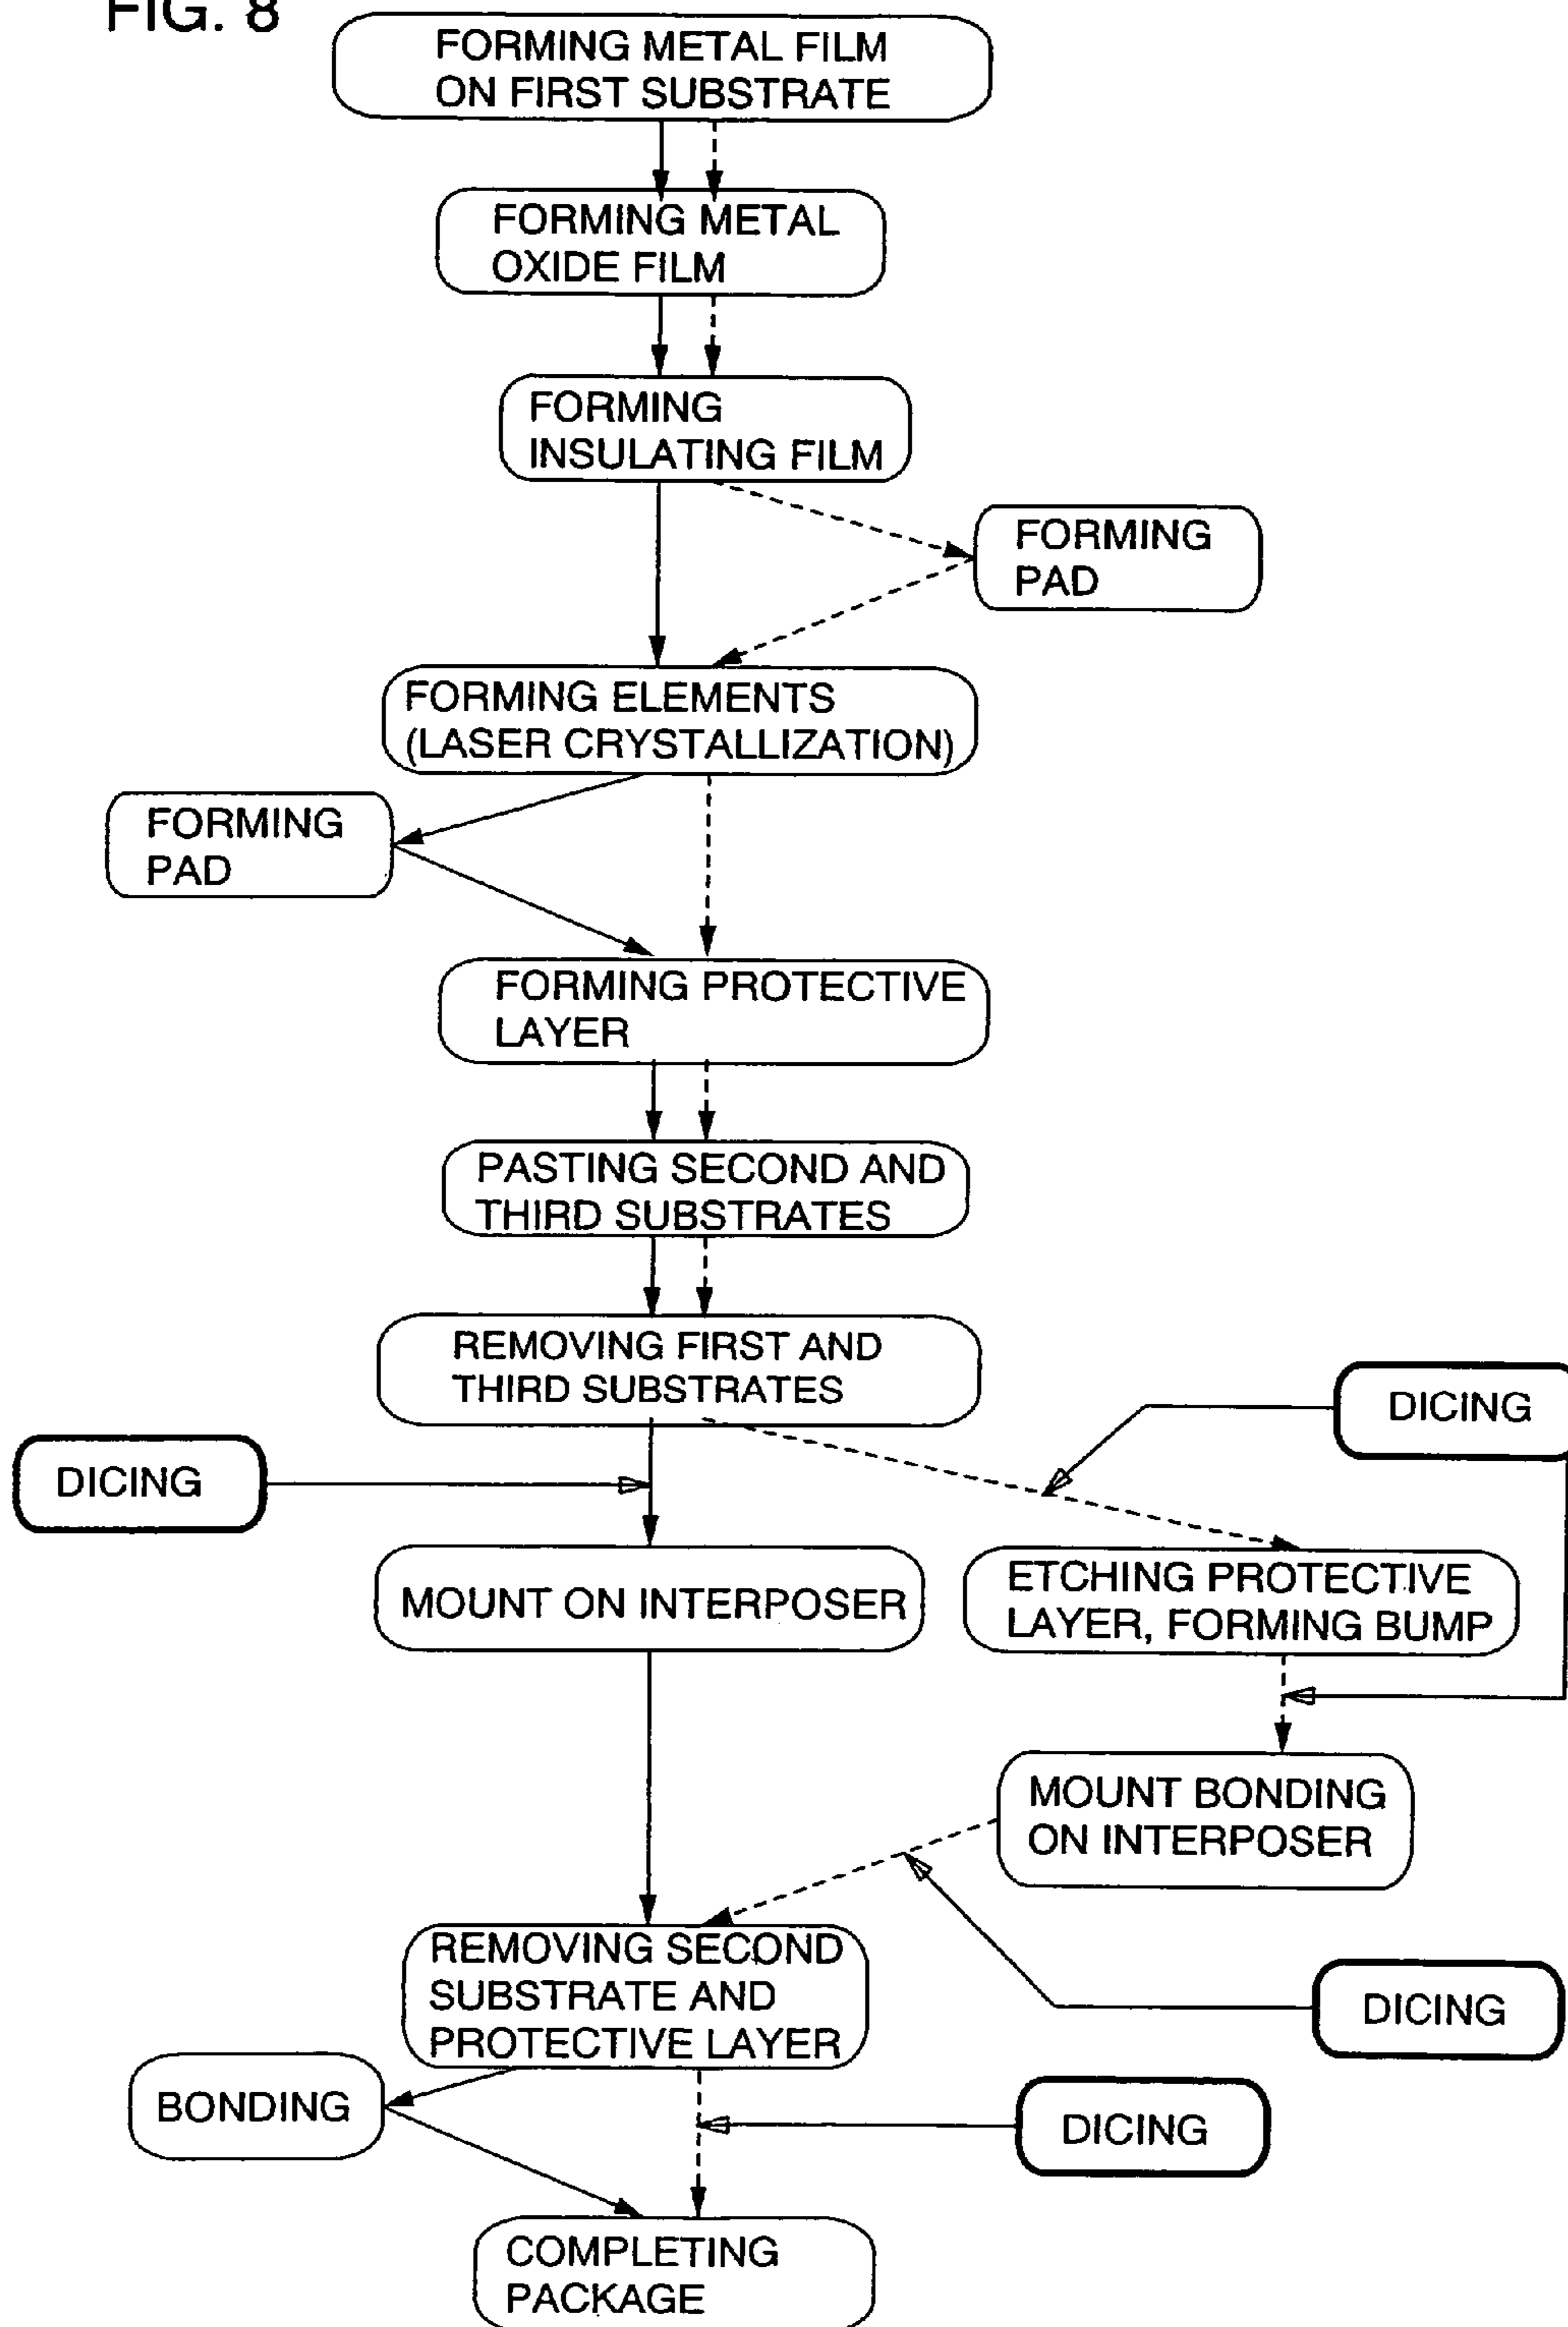 FIG. 8
FORMING METAL FILM
ON FIRST SUBSTRATE
FORMING METAL
OXIDE FILM
FORMING
INSULATING FILM
FORMING
PAD
FORMING ELEMENTS
(LASER CRYSTALLIZATION)
FORMING
PAD
FORMING PROTECTIVE
LAYER
PASTING SECOND AND
THIRD SUBSTRATES
REMOVING FIRST AND
THIRD SUBSTRATES
DICING
DICING
MOUNT ON INTERPOSER
ETCHING PROTECTIVE
LAYER, FORMING BUMP
MOUNT BONDING
ON INTERPOSER
REMOVING SECOND
SUBSTRATE AND
PROTECTIVE LAYER
DICING
BONDING
DICING
COMPLETING
PACKAGE